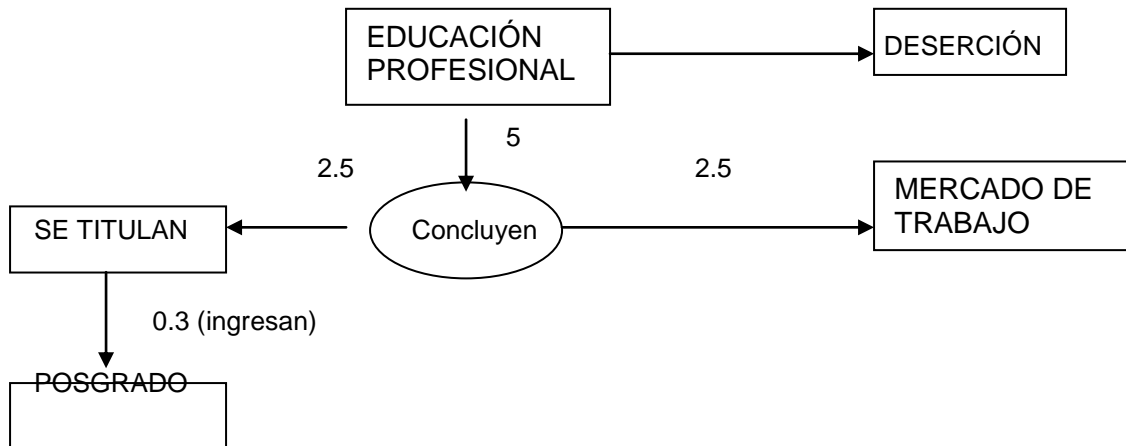 EDUCACIÓN
PROFESIONAL
DESERCIÓN
5
2.5
2.5
MERCADO DE
TRABAJO
SE TITULAN
Concluyen
0.3 (ingresan)
POSGRADO